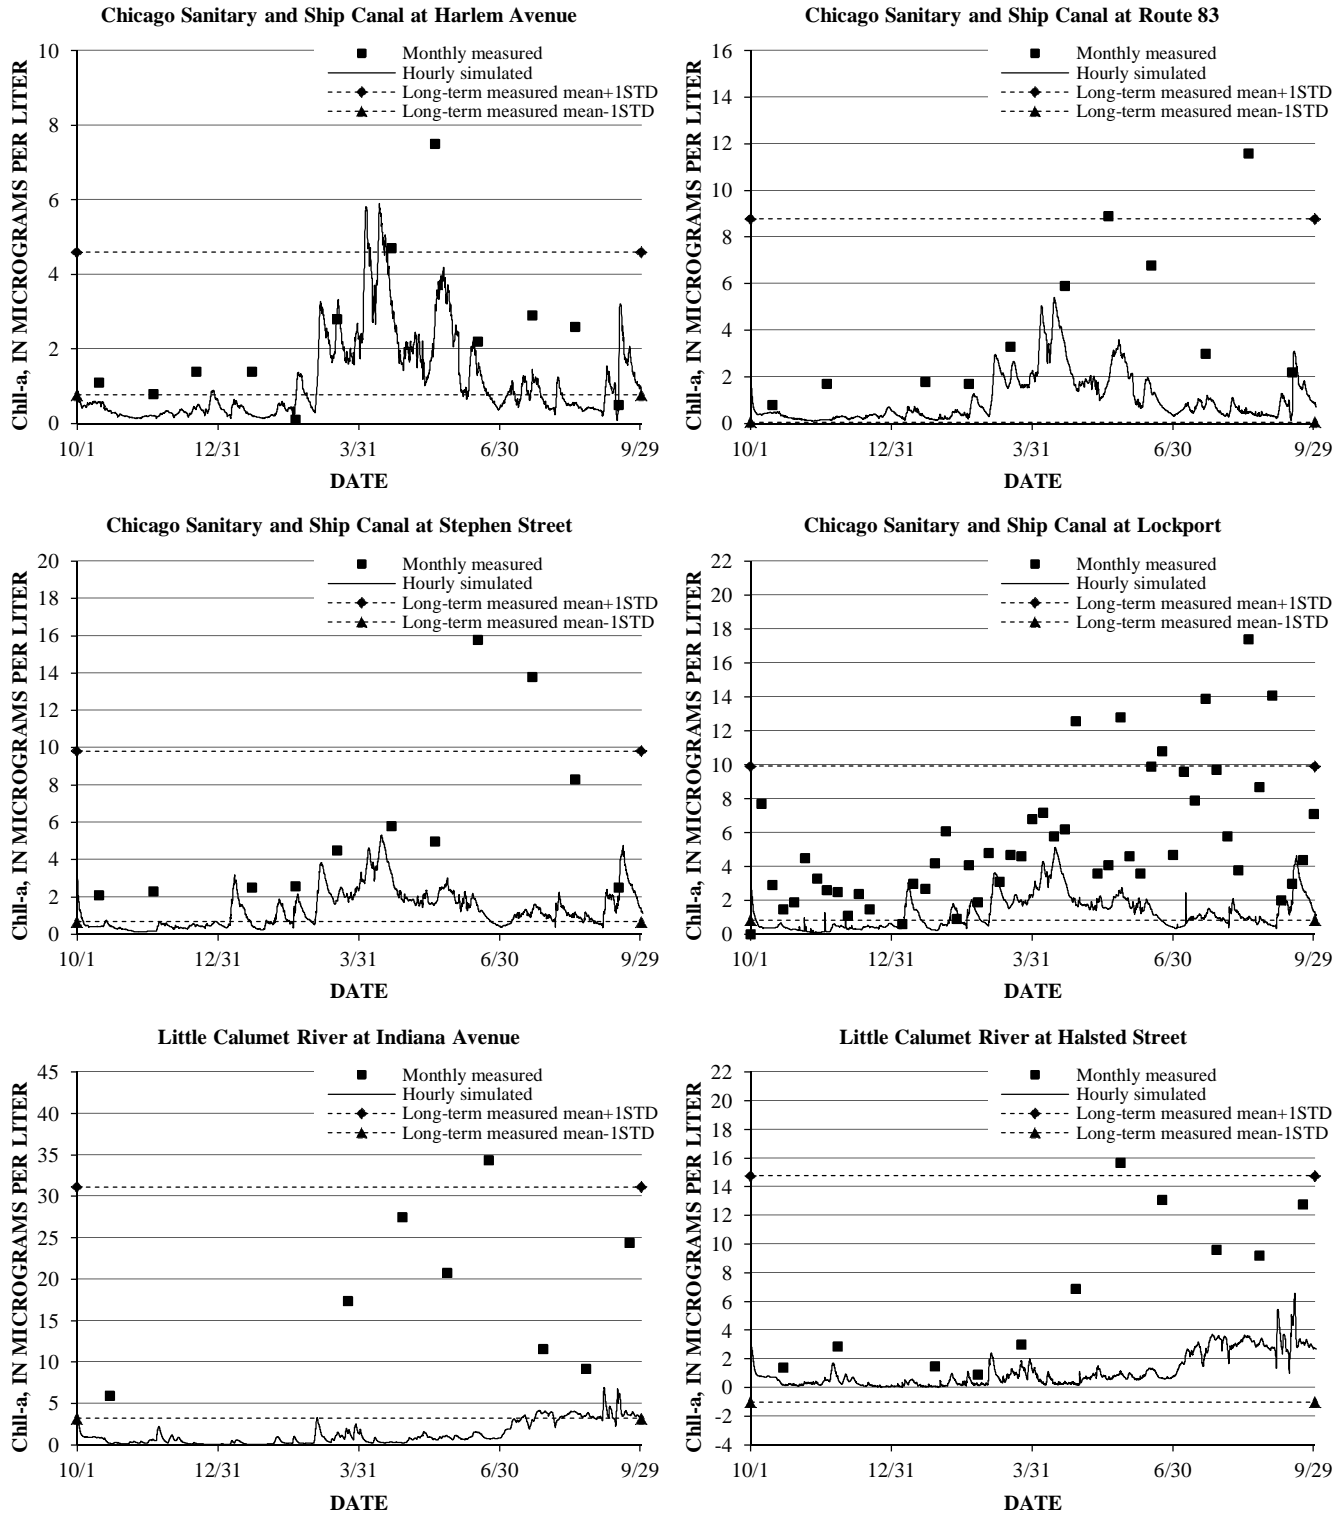 Chicago Sanitary and Ship Canal at Harlem Avenue
Chll-a, IN MICROGRAMS PER LITER
10
8
6
4
2
0
Monthly measured
Hourly simulated
Long-term measured mean+1STD
Long-term measured mean-1STD
10/1 12/31 3/31 6/30 9/29
DATE
Chicago Sanitary and Ship Canal at Route 83
Chll-a, IN MICROGRAMS PER LITER
16
14
12
10
8
6
4
2
0
Monthly measured
Hourly simulated
Long-term measured mean+1STD
Long-term measured mean-1STD
10/1 12/31 3/31 6/30 9/29
DATE
Chicago Sanitary and Ship Canal at Stephen Street
Chll-a, IN MICROGRAMS PER LITER
20
18
16
14
12
10
8
6
4
2
0
Monthly measured
Hourly simulated
Long-term measured mean+1STD
Long-term measured mean-1STD
10/1 12/31 3/31 6/30 9/29
DATE
Chicago Sanitary and Ship Canal at Lockport
Chll-a, IN MICROGRAMS PER LITER
22
20
18
16
14
12
10
8
6
4
2
0
Monthly measured
Hourly simulated
Long-term measured mean+1STD
Long-term measured mean-1STD
10/1 12/31 3/31 6/30 9/29
DATE
Little Calumet River at Indiana Avenue
Chll-a, IN MICROGRAMS PER LITER
45
40
35
30
25
20
15
10
5
0
Monthly measured
Hourly simulated
Long-term measured mean+1STD
Long-term measured mean-1STD
10/1 12/31 3/31 6/30 9/29
DATE
Little Calumet River at Halsted Street
Chll-a, IN MICROGRAMS PER LITER
22
20
18
16
14
12
10
8
6
4
2
0
-2
-4
Monthly measured
Hourly simulated
Long-term measured mean+1STD
Long-term measured mean-1STD
10/1 12/31 3/31 6/30 9/29
DATE